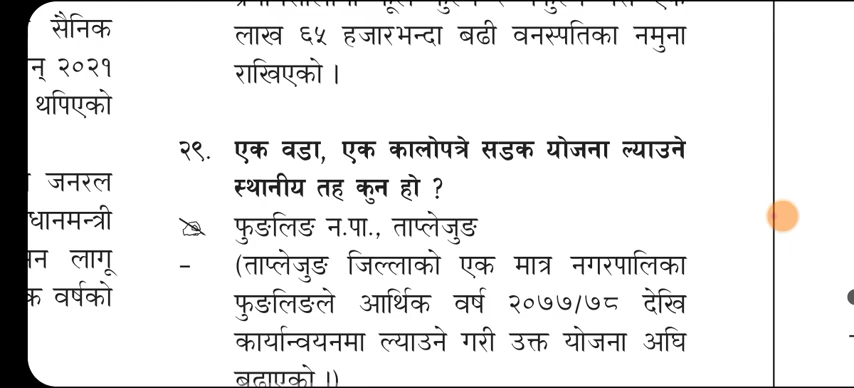 सैनिक
न् २०२१
थपिएको
जनरल
धानमन्त्री
लागू
वर्षको
लाख ६५ हजारभन्दा बढी वनस्पतिका नमुना
राखिएको ।
२९. एक वडा, एक कालोपत्रे सडक योजना ल्याउने
स्थानीय तह कुन हो ?
फुङलिङ न.पा., ताप्लेजुङ
– (ताप्लेजुङ जिल्लाको एक मात्र नगरपालिका
फुङलिङले आर्थिक वर्ष २०७७/७८ देखि
कार्यान्वयनमा ल्याउने गरी उक्त योजना अघि
बढाएको ।)